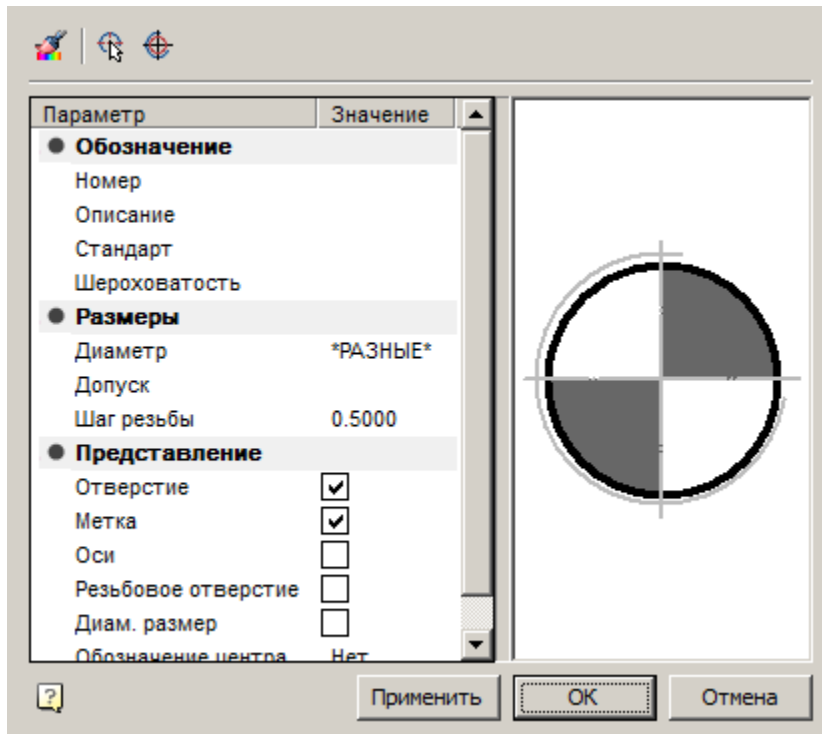 Параметр Значение
Обозначение
Номер
Описание
Стандарт
Шероховатость
Размеры
Диаметр *РАЗНЫЕ*
Допуск
Шаг резьбы 0.5000
Представление
Отверстие
Метка
Оси
Резьбовое отверстие
Диам. размер
Обозначение центра Нет
Применить ОК Отмена